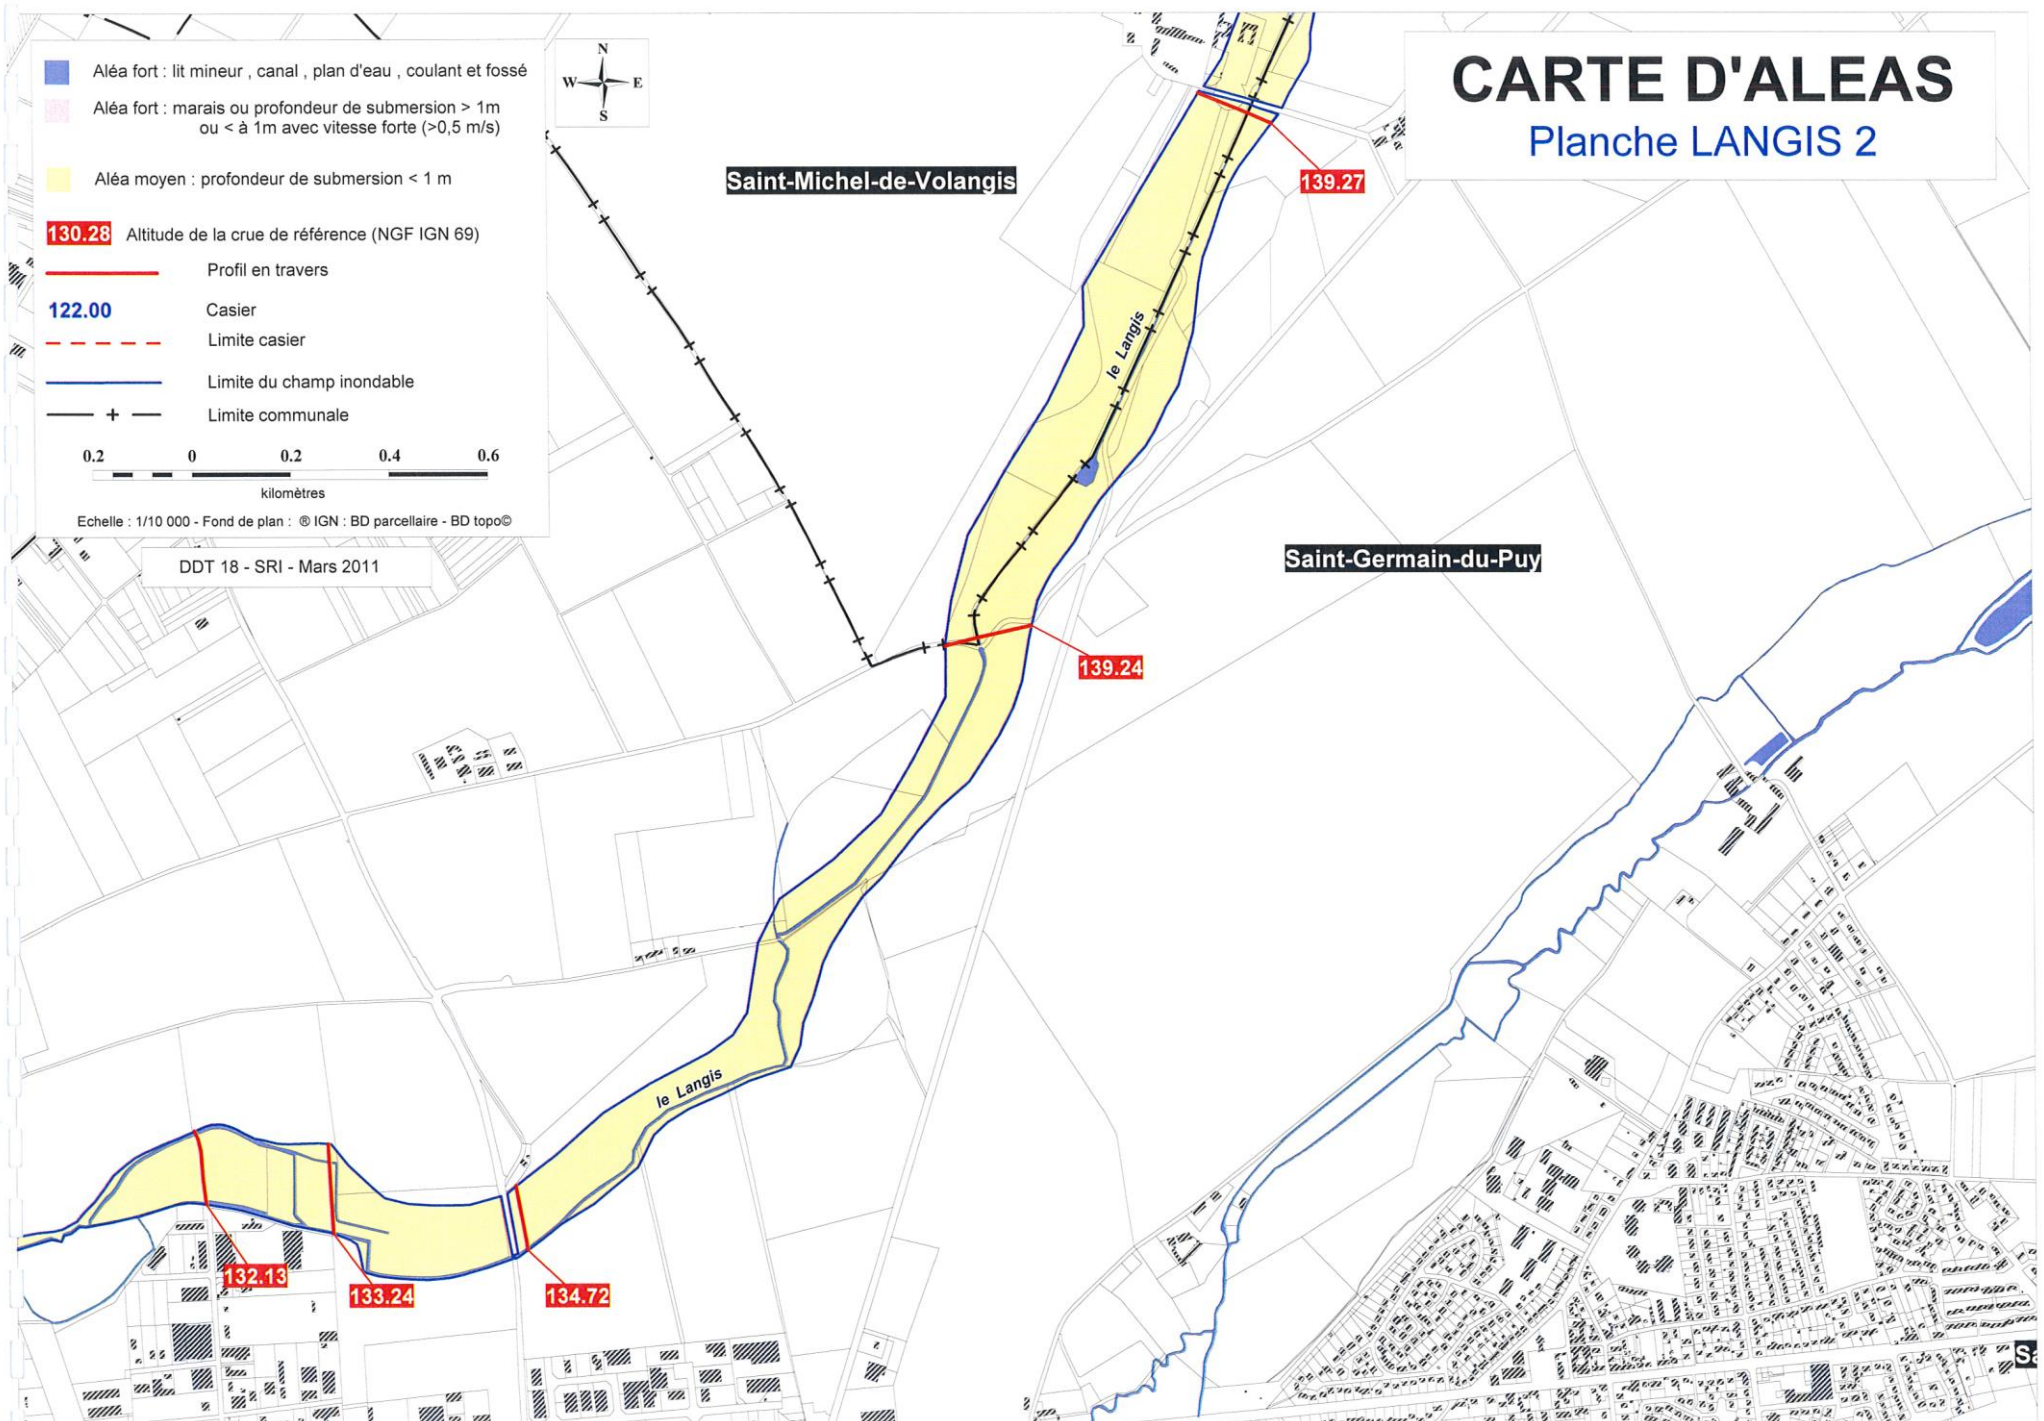 Aléa fort : lit mineur , canal , plan d'eau , coulant et fossé
Aléa fort : marais ou profondeur de submersion > 1m
ou < à 1m avec vitesse forte (>0,5 m/s)
Aléa moyen : profondeur de submersion < 1 m
130.28 Altitude de la crue de référence (NGF IGN 69)
Profil en travers
122.00 Casier
Limite casier
Limite du champ inondable
Limite communale
0.2 0 0.2 0.4 0.6
kilomètres
Echelle : 1/10 000 - Fond de plan : ® IGN : BD parcellaire - BD topo©
DDT 18 - SRI - Mars 2011
N
W E
S
CARTE D'ALEAS
Planche LANGIS 2
Saint-Michel-de-Volangis
139.27
le Langis
Saint-Germain-du-Puy
139.24
le Langis
132.13
133.24
134.72